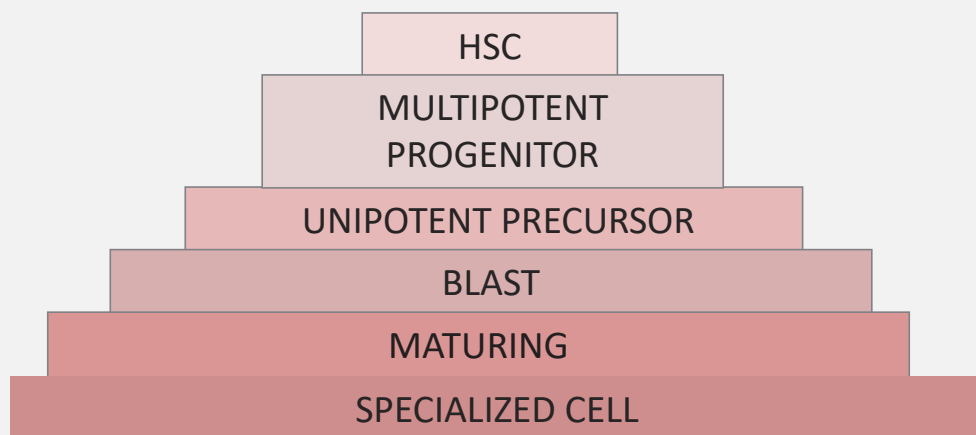 HSC
MULTIPOTENT
PROGENITOR
UNIPOTENT PRECURSOR
BLAST
MATURING
SPECIALIZED CELL